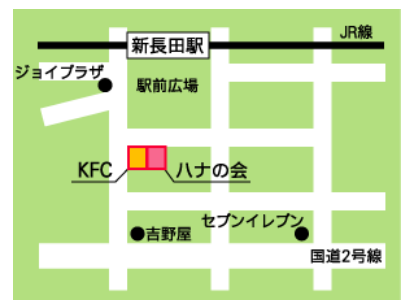 JR線
新長田駅
ジョイプラザ
駅前広場
KFC
ハナの会
セブンイレブン
吉野屋
国道2号線